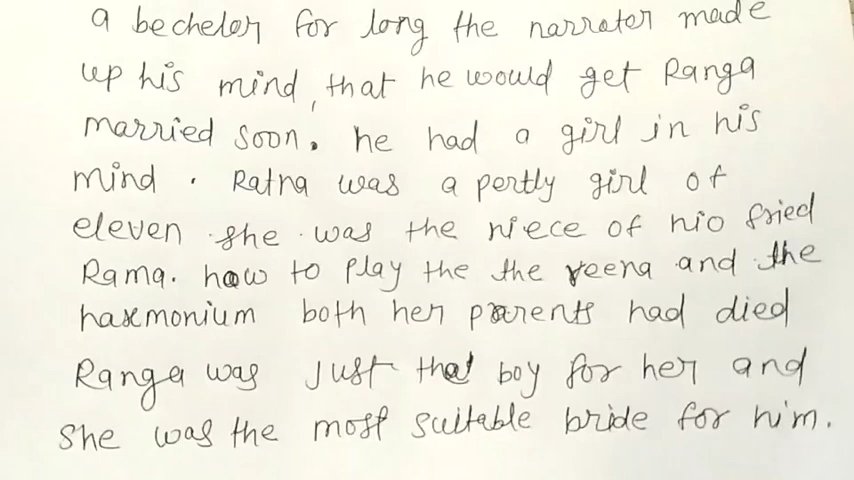 a bechelor for long the narrator made
up his mind, that he would get Ranga
married soon. he had a girl in his
mind. Ratna was a pertly girl of
eleven she was the niece of nio fried
Rama. how to play the the veena and the
harmonium both her parents had died
Ranga was just the boy for her and
she was the most suitable bride for him.